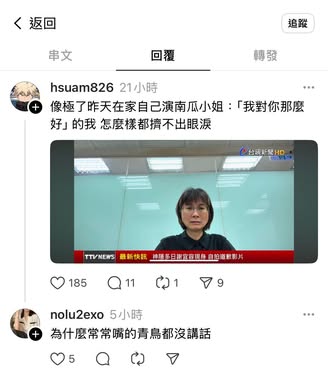 返回
追蹤
串文
回覆
轉發
hsuam826 21小時
像極了昨天在家自己演南瓜小姐：「我對你那麼
好」的我 怎麼樣都擠不出眼淚
台視新聞HD
TTV NEWS 最新快訊 神隱多日謝宜容現身 自拍道歉影片
185 11 1 9
nolu2exo 5小時
為什麼常常嘴的青鳥都沒講話
5